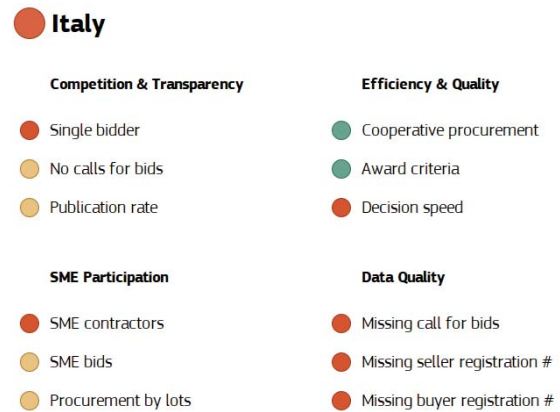 Italy
Competition & Transparency
Single bidder
No calls for bids
Publication rate
Efficiency & Quality
Cooperative procurement
Award criteria
Decision speed
SME Participation
SME contractors
SME bids
Procurement by lots
Data Quality
Missing call for bids
Missing seller registration #
Missing buyer registration #